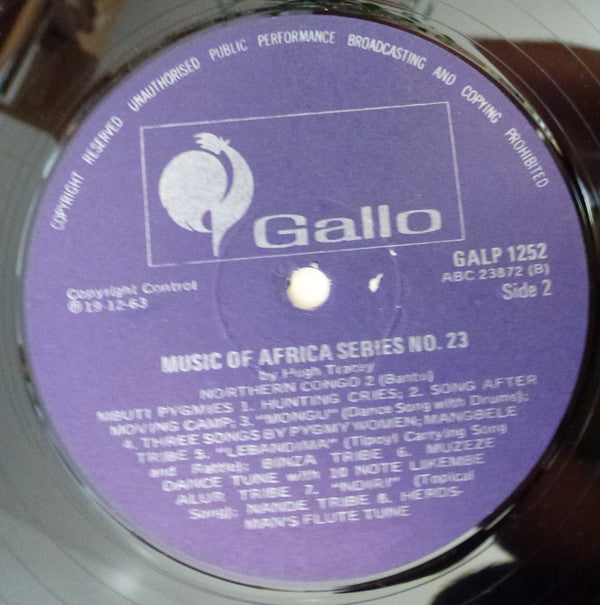 COPYRIGHT RESERVED UNAUTHORISED PUBLIC PERFORMANCE BROADCASTING AND COPYING PROHIBITED
Gallo
GALP 1252
ABC 23872 (B)
Side 2
Copyright Control
℗ 19-12-63
MUSIC OF AFRICA SERIES NO. 23
by Hugh Tracey
NORTHERN CONGO 2 (Bantu)
MBUTI PYGMIES 1. HUNTING CRIES; 2. SONG AFTER
MOVING CAMP; 3. "MONGU" (Dance Song with Drums);
4. THREE SONGS BY PYGMY WOMEN; MANGBELE
TRIBE 5. "LEBANDIMA" (Tipoyi Carrying Song
and Rattle); BINZA TRIBE 6. MUZEZE
DANCE TUNE with 10 NOTE LIKEMBE
ALUR TRIBE 7. "NDIRI" (Topical
Song); NANDE TRIBE 8. HERDS-
MAN'S FLUTE TUNE